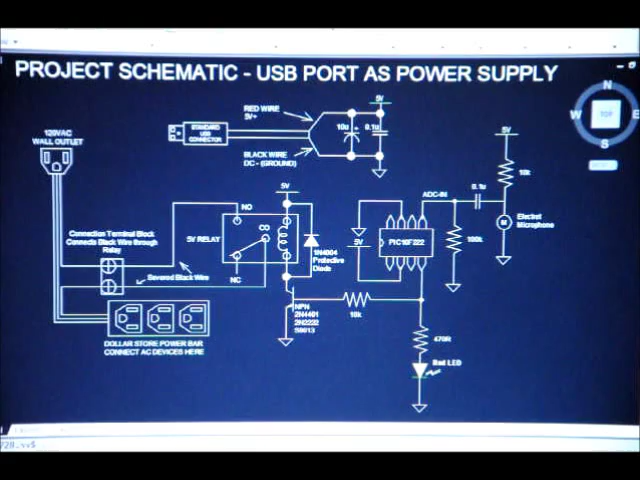 PROJECT SCHEMATIC - USB PORT AS POWER SUPPLY
N
W
TOP
E
S
RED WIRE
5V+
STANDARD
USB
CONNECTOR
BLACK WIRE
DC - (GROUND)
5V
10u
+
0.1u
120VAC
WALL OUTLET
5V
10k
ADC-IN
0.1u
M
Electret
Microphone
5V
NO
CO
5V RELAY
NC
1N4004
Protective
Diode
5V
PIC10F222
100k
Connection Terminal Block
Connects Black Wire through
Relay
Severed Black Wire
NPN
2N4401
2N2222
S9013
10k
470R
Red LED
DOLLAR STORE POWER BAR
CONNECT AC DEVICES HERE